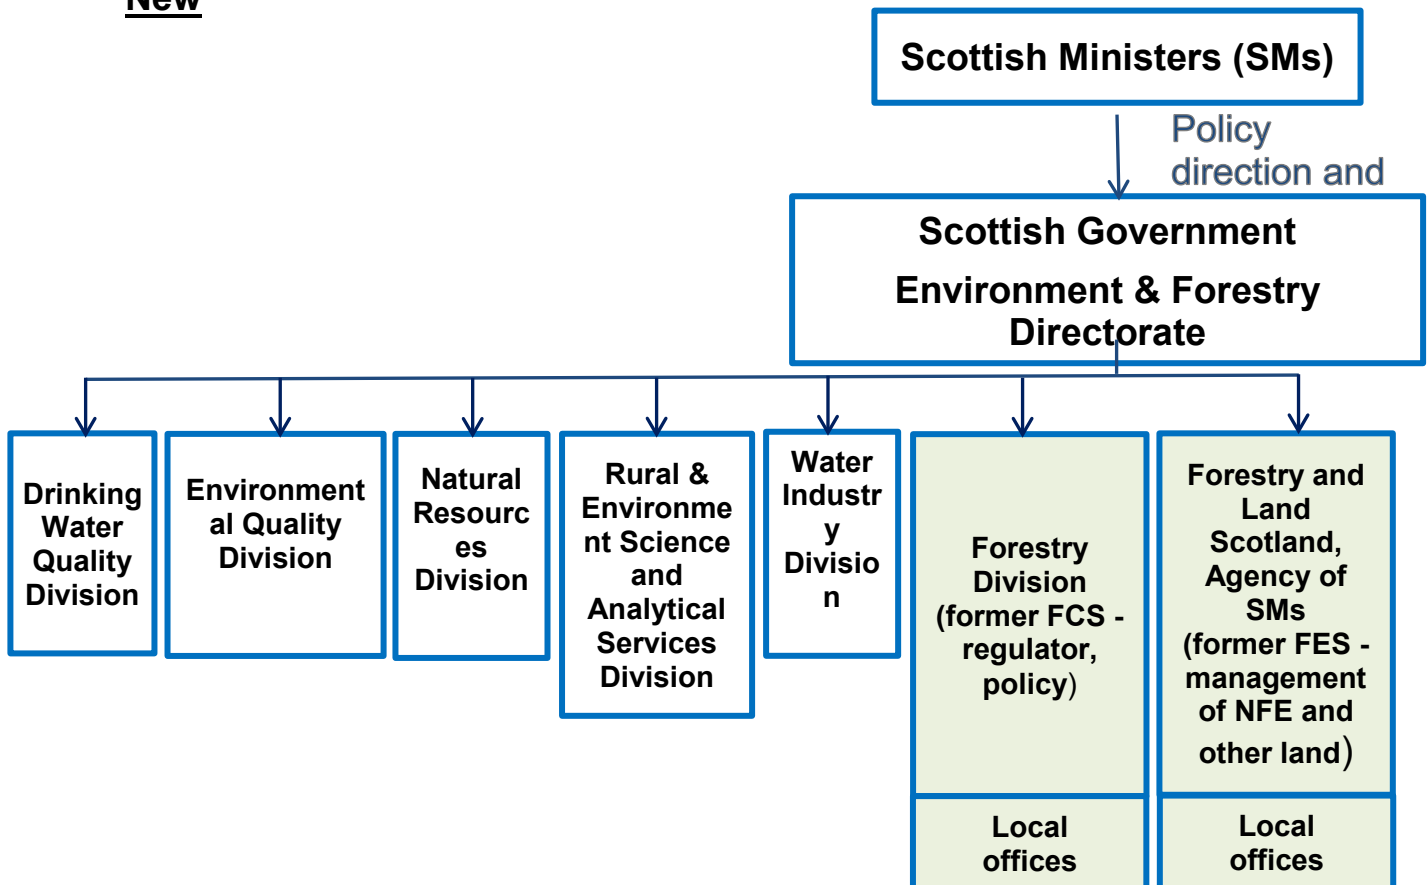 New
Scottish Ministers (SMs)
Policy
direction and
Scottish Government
Environment & Forestry
Directorate
Drinking
Water
Quality
Division
Environment
al Quality
Division
Natural
Resourc
es
Division
Rural &
Environme
nt Science
and
Analytical
Services
Division
Water
Industr
y
Divisio
n
Forestry
Division
(former FCS -
regulator,
policy)
Forestry and
Land
Scotland,
Agency of
SMs
(former FES -
management
of NFE and
other land)
Local
offices
Local
offices